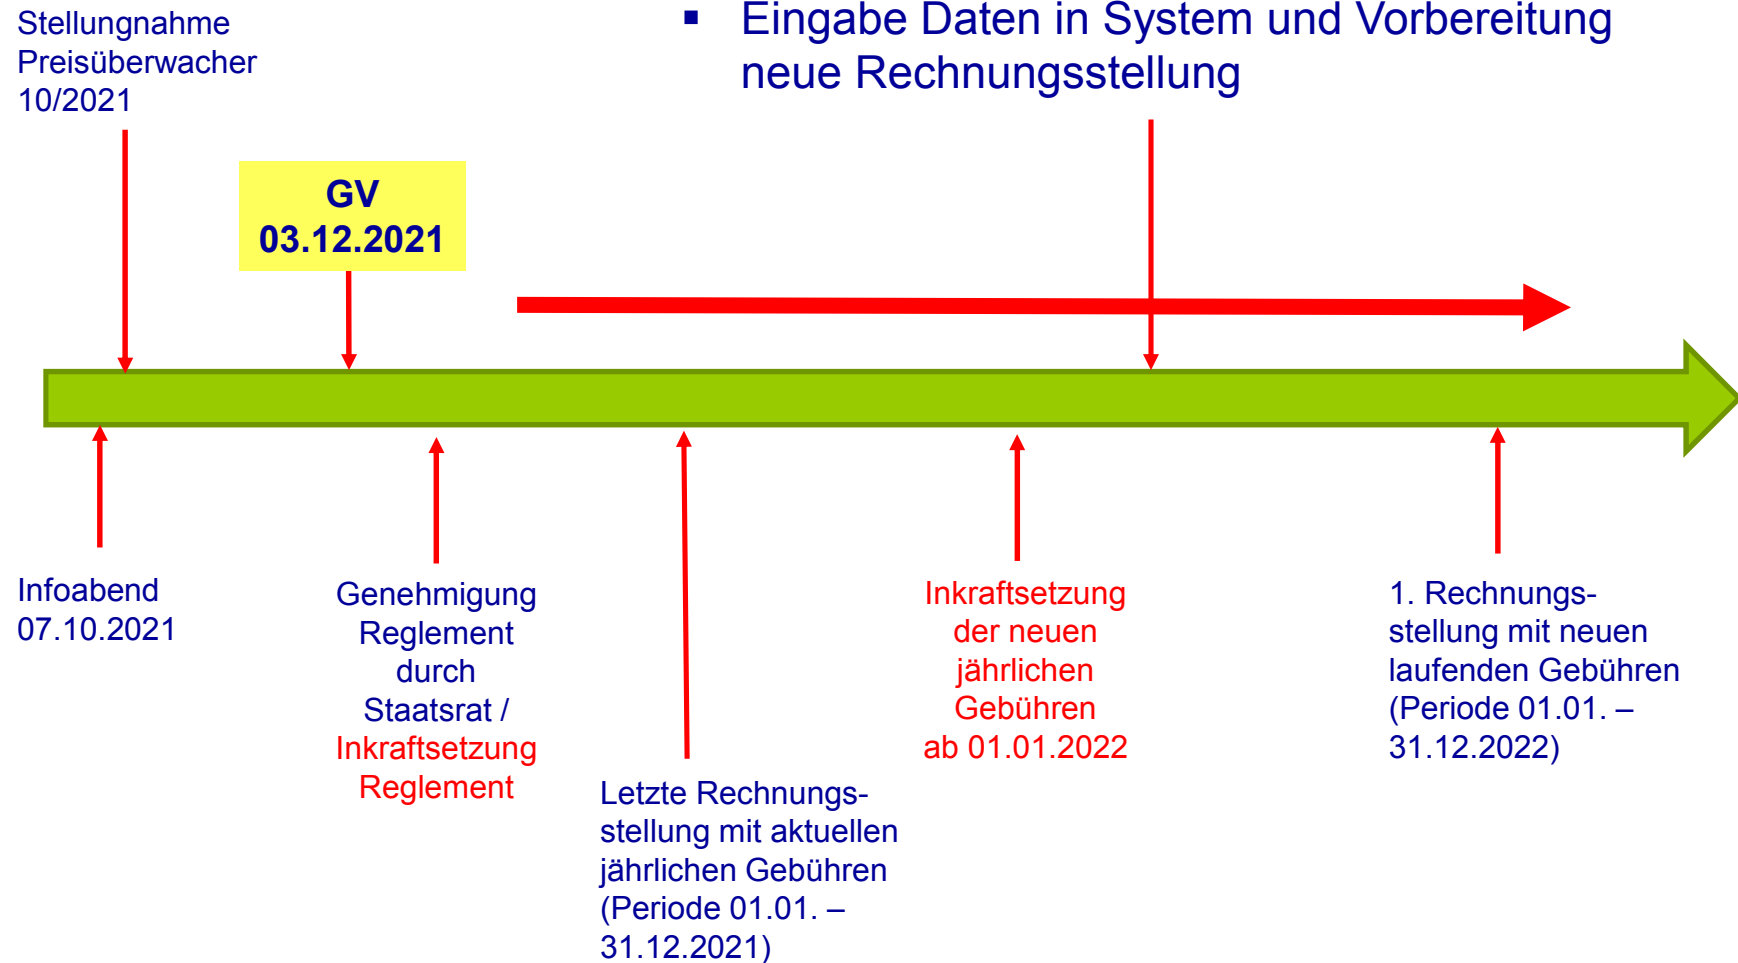 Stellungnahme
Preisüberwacher
10/2021
▪ Eingabe Daten in System und Vorbereitung
neue Rechnungsstellung
GV
03.12.2021
Infoabend
07.10.2021
Genehmigung
Reglement
durch
Staatsrat /
Inkraftsetzung
Reglement
Letzte Rechnungs-
stellung mit aktuellen
jährlichen Gebühren
(Periode 01.01. –
31.12.2021)
Inkraftsetzung
der neuen
jährlichen
Gebühren
ab 01.01.2022
1. Rechnungs-
stellung mit neuen
laufenden Gebühren
(Periode 01.01. –
31.12.2022)